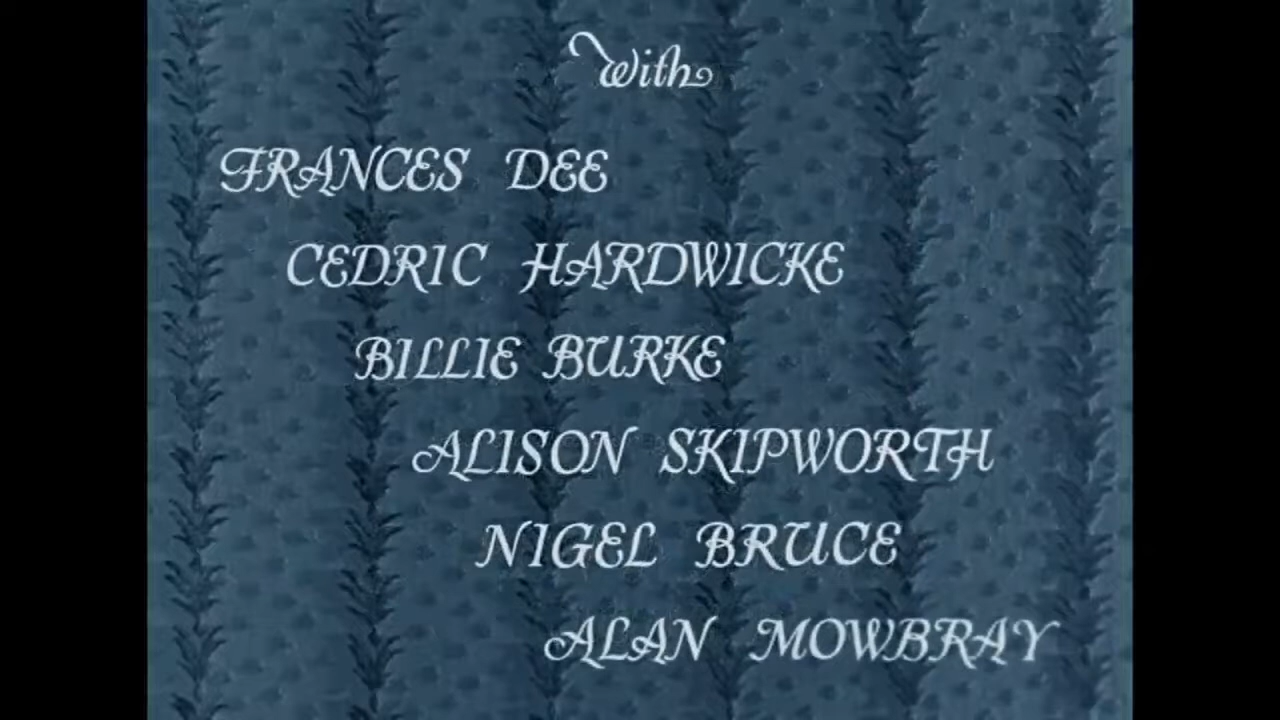 With
FRANCES DEE
CEDRIC HARDWICKE
BILLIE BURKE
ALISON SKIPWORTH
NIGEL BRUCE
ALAN MOWBRAY